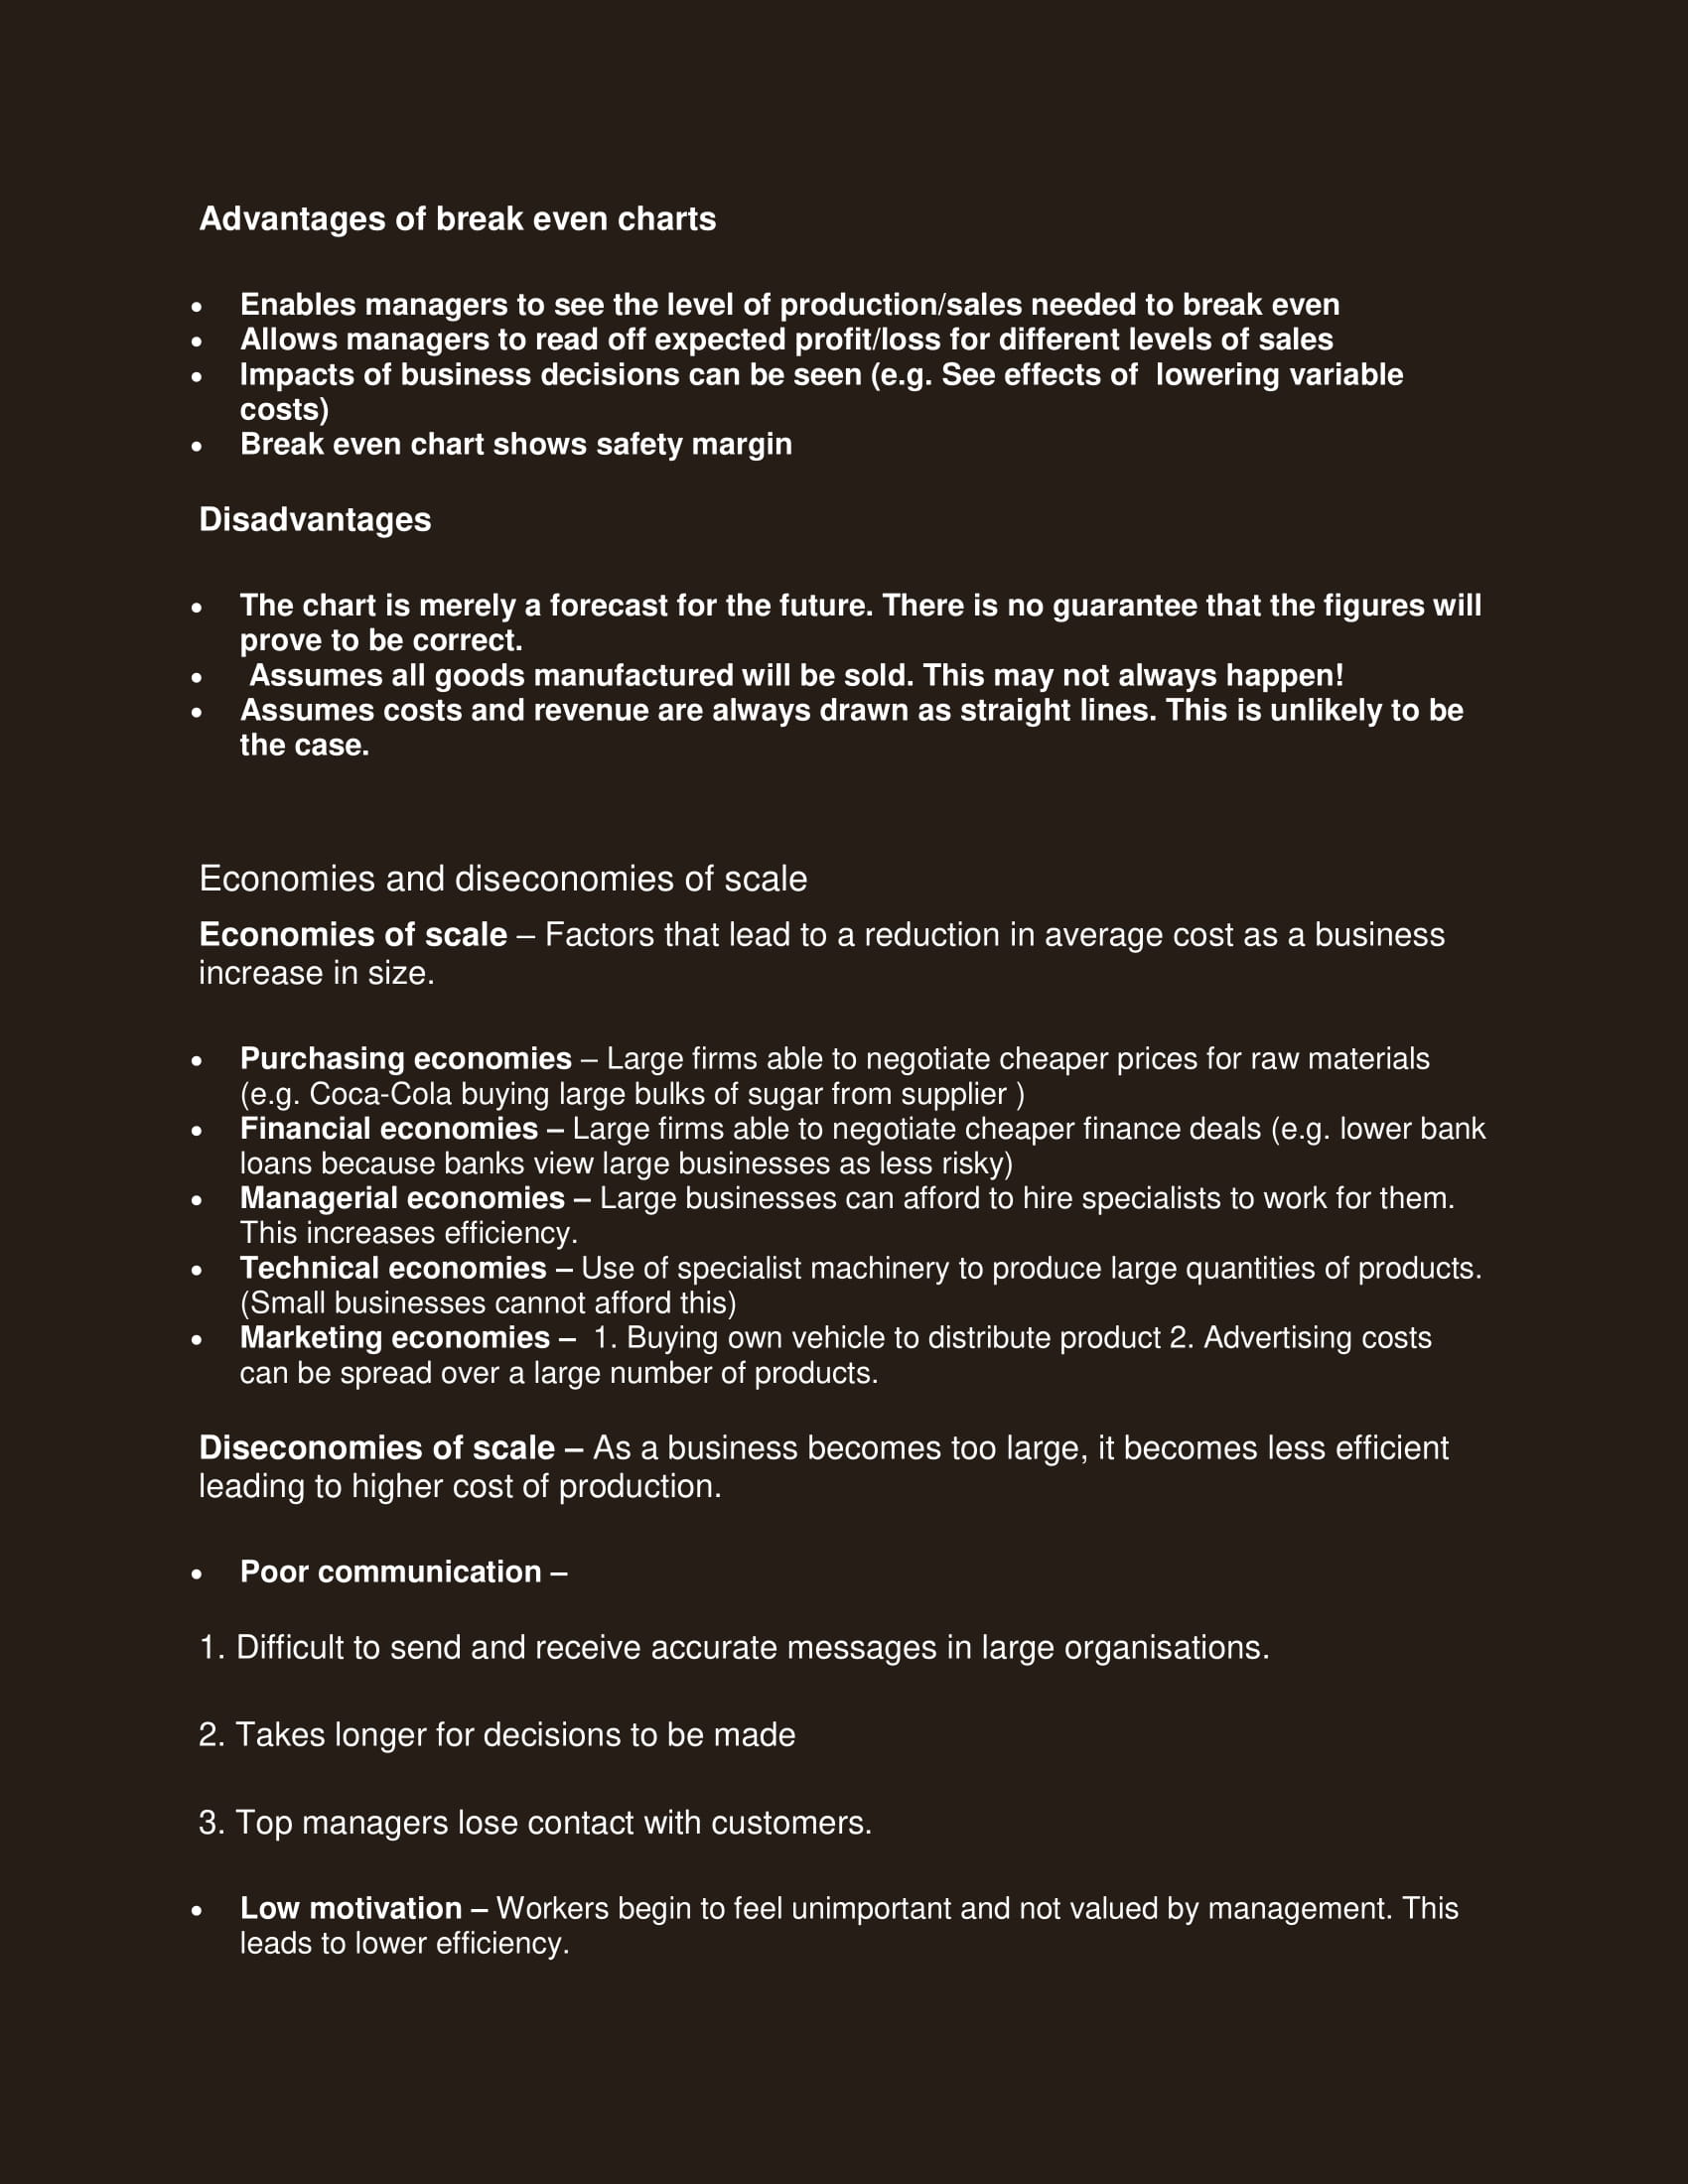 Advantages of break even charts
• Enables managers to see the level of production/sales needed to break even
• Allows managers to read off expected profit/loss for different levels of sales
• Impacts of business decisions can be seen (e.g. See effects of  lowering variable
costs)
• Break even chart shows safety margin
Disadvantages
• The chart is merely a forecast for the future. There is no guarantee that the figures will
prove to be correct.
•  Assumes all goods manufactured will be sold. This may not always happen!
• Assumes costs and revenue are always drawn as straight lines. This is unlikely to be
the case.
Economies and diseconomies of scale
Economies of scale – Factors that lead to a reduction in average cost as a business
increase in size.
• Purchasing economies – Large firms able to negotiate cheaper prices for raw materials
(e.g. Coca-Cola buying large bulks of sugar from supplier )
• Financial economies – Large firms able to negotiate cheaper finance deals (e.g. lower bank
loans because banks view large businesses as less risky)
• Managerial economies – Large businesses can afford to hire specialists to work for them.
This increases efficiency.
• Technical economies – Use of specialist machinery to produce large quantities of products.
(Small businesses cannot afford this)
• Marketing economies –  1. Buying own vehicle to distribute product 2. Advertising costs
can be spread over a large number of products.
Diseconomies of scale – As a business becomes too large, it becomes less efficient
leading to higher cost of production.
• Poor communication –
1. Difficult to send and receive accurate messages in large organisations.
2. Takes longer for decisions to be made
3. Top managers lose contact with customers.
• Low motivation – Workers begin to feel unimportant and not valued by management. This
leads to lower efficiency.